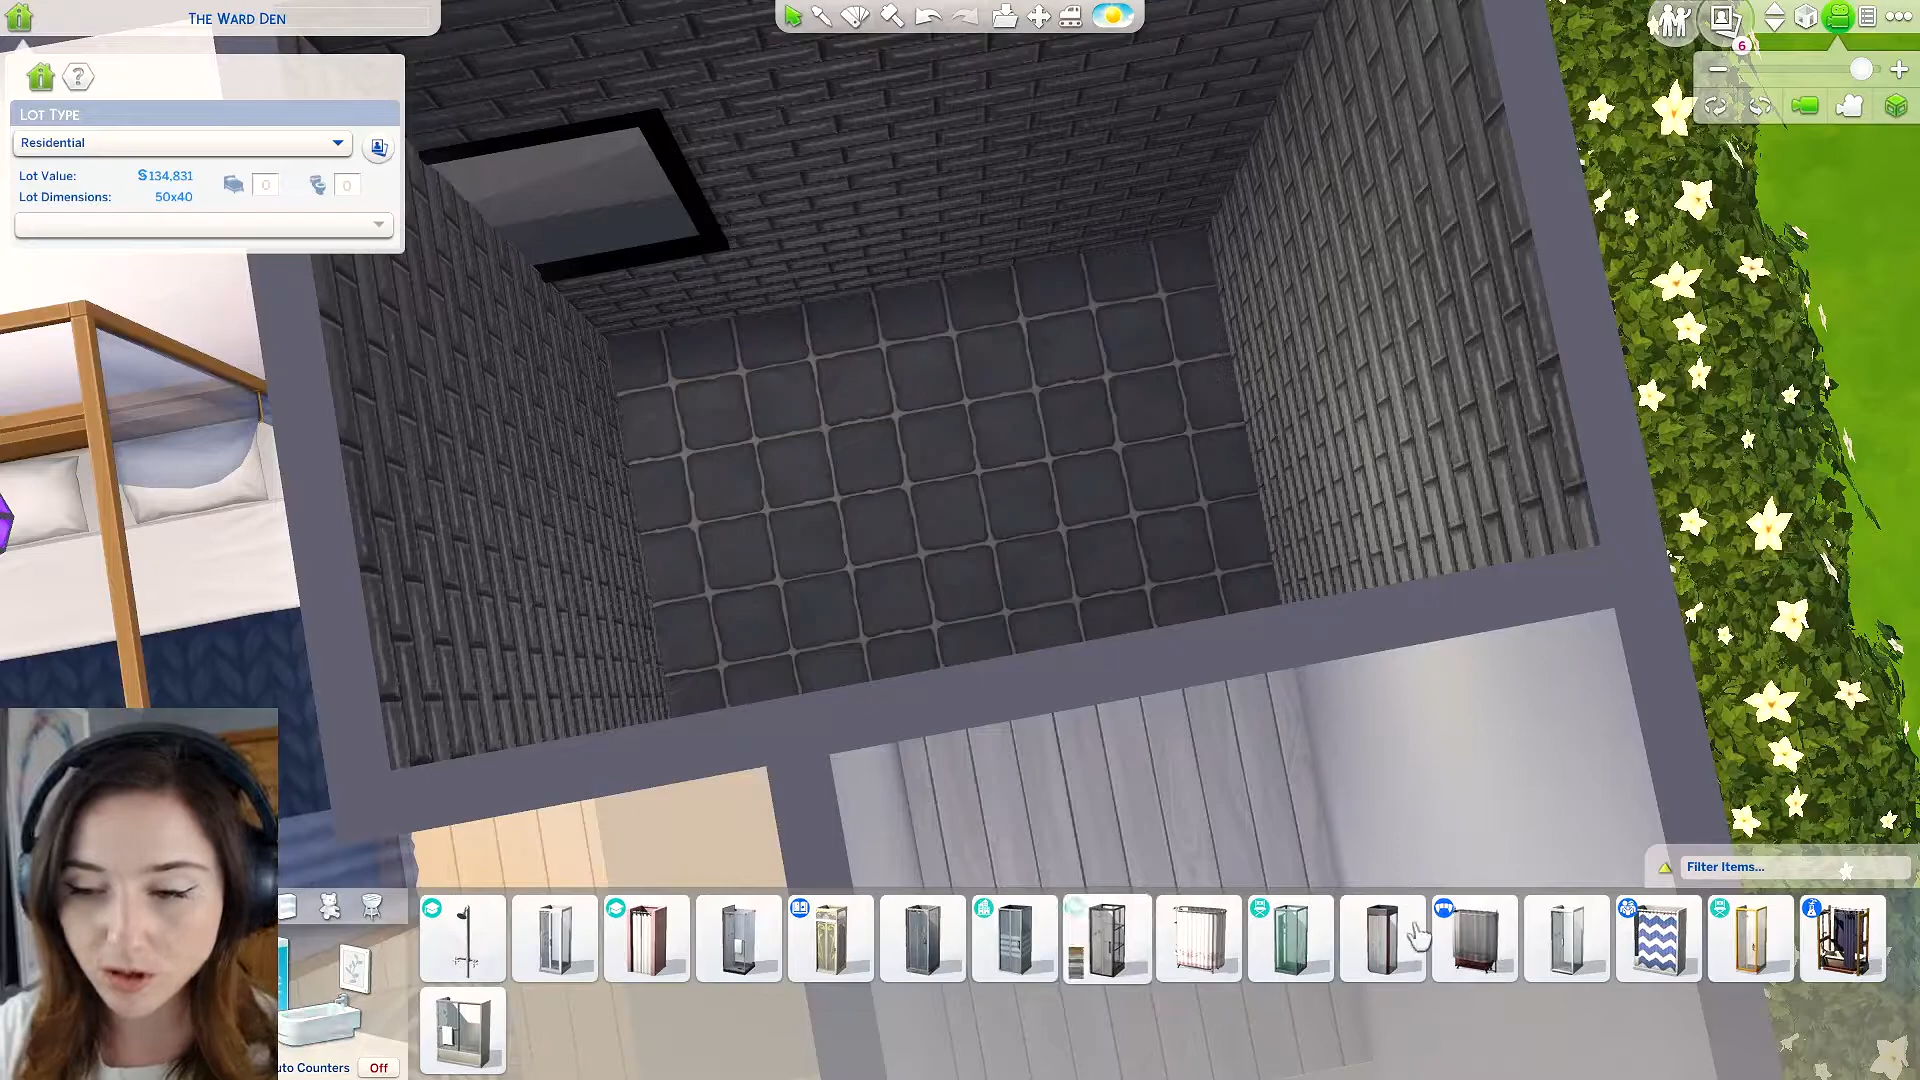 The Ward Den
6
Lot Type
Residential
Lot Value: §134,831
0
0
Lot Dimensions: 50x40
Filter Items...
uto Counters Off